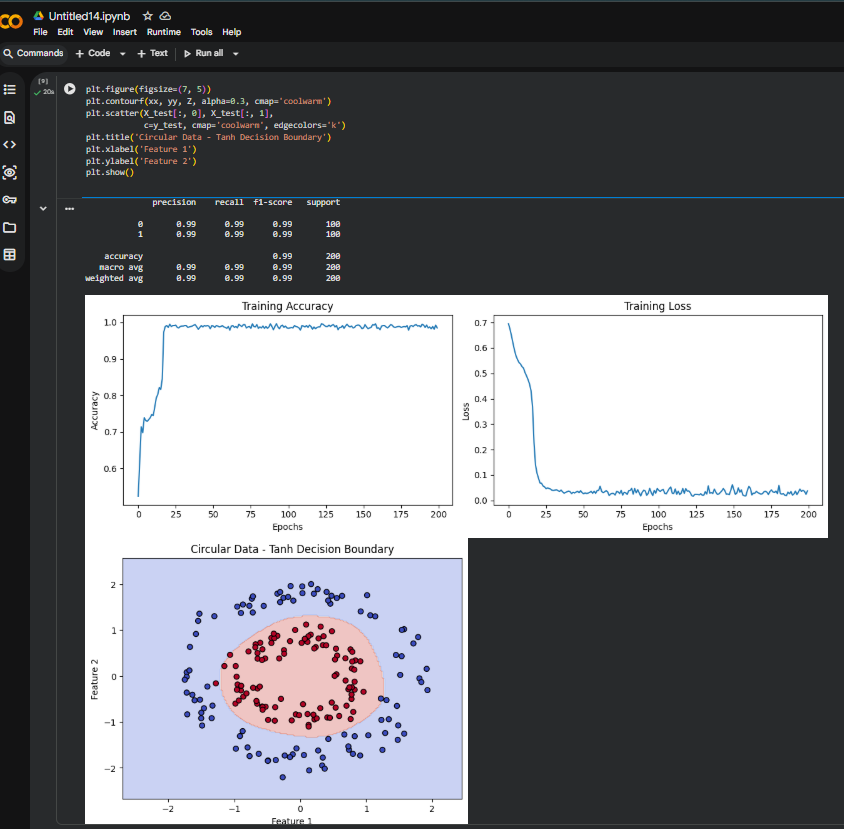 CO Untitled14.ipynb
File Edit View Insert Runtime Tools Help
Commands + Code + Text Run all
[9]
20s
plt.figure(figsize=(7, 5))
plt.contourf(xx, yy, Z, alpha=0.3, cmap='coolwarm')
plt.scatter(X_test[:, 0], X_test[:, 1],
c=y_test, cmap='coolwarm', edgecolors='k')
plt.title('Circular Data - Tanh Decision Boundary')
plt.xlabel('Feature 1')
plt.ylabel('Feature 2')
plt.show()
precision recall f1-score support
0 0.99 0.99 0.99 100
1 0.99 0.99 0.99 100
accuracy 0.99 200
macro avg 0.99 0.99 0.99 200
weighted avg 0.99 0.99 0.99 200
Training Accuracy
1.0
0.9
0.8
0.7
0.6
Accuracy
0 25 50 75 100 125 150 175 200
Epochs
Training Loss
0.7
0.6
0.5
0.4
0.3
0.2
0.1
0.0
Loss
0 25 50 75 100 125 150 175 200
Epochs
Circular Data - Tanh Decision Boundary
2
1
0
−1
−2
Feature 2
−2 −1 0 1 2
Feature 1